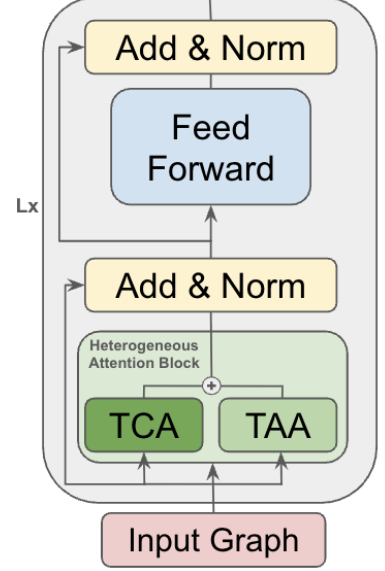 Add & Norm
Feed
Forward
Lx
Add & Norm
Heterogeneous
Attention Block
+
TCA
TAA
Input Graph